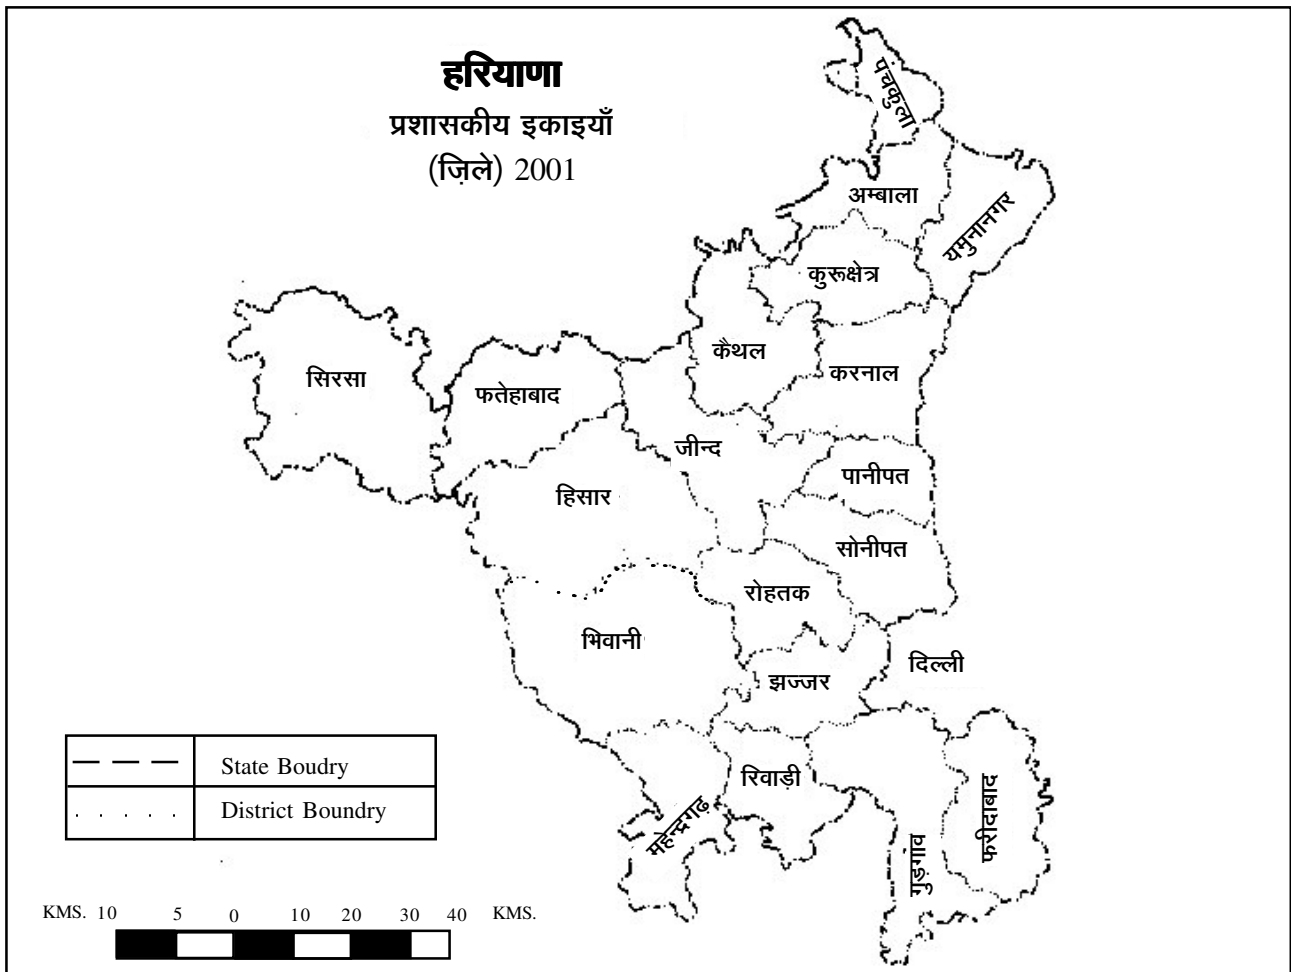 हरियाणा
प्रशासकीय इकाइयाँ
(ज़िले) 2001
पंचकुला
अम्बाला
यमुनानगर
कुरूक्षेत्र
कैथल
करनाल
सिरसा
फतेहाबाद
जीन्द
पानीपत
हिसार
सोनीपत
रोहतक
भिवानी
दिल्ली
झज्जर
रिवाड़ी
महेन्द्रगढ़
गुड़गांव
फरीदाबाद
State Boudry
District Boundry
KMS. 10 5 0 10 20 30 40 KMS.